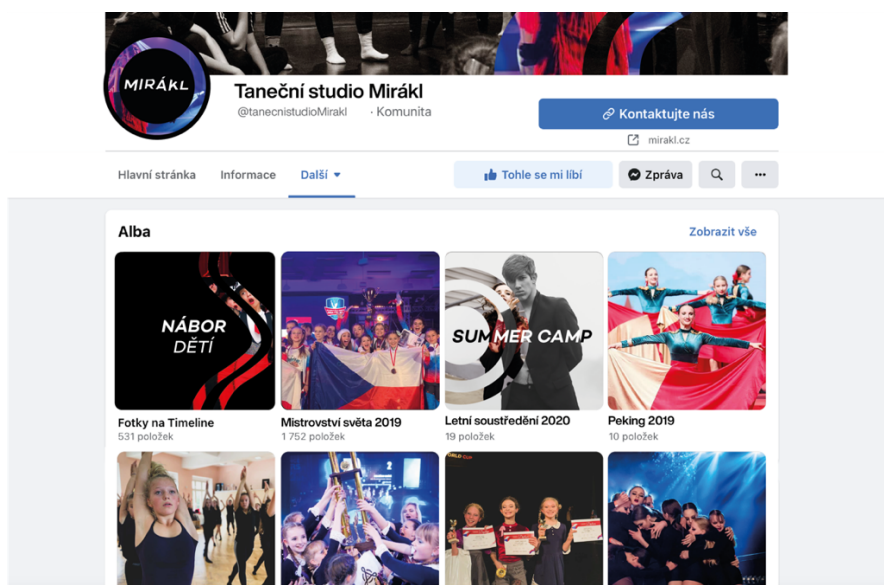 MIRÁKL
Taneční studio Mirákl
@tanecnistudioMirakl · Komunita
Kontaktujte nás
mirakl.cz
Hlavní stránka Informace Další Tohle se mi líbí Zpráva
Alba Zobrazit vše
NÁBOR
DĚTÍ
SUMMER CAMP
Fotky na Timeline
531 položek
Mistrovství světa 2019
1 752 položek
Letní soustředění 2020
19 položek
Peking 2019
10 položek